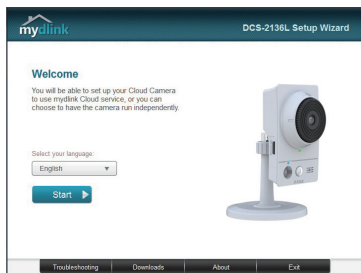 mydlink
DCS-2136L Setup Wizard
Welcome
You will be able to set up your Cloud Camera
to use mydlink Cloud service, or you can
choose to have the camera run independently.
Select your language:
English
Start
Troubleshooting
Downloads
About
Exit